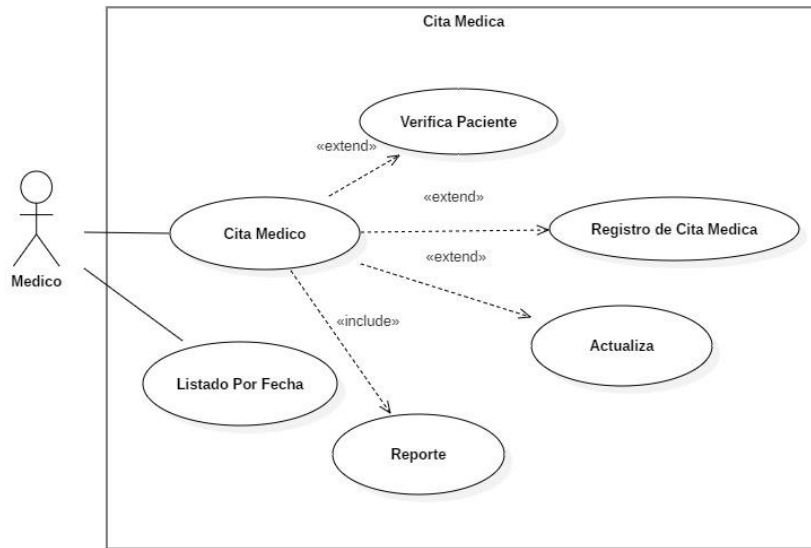 Cita Medica
Verifica Paciente
«extend»
«extend»
Cita Medico
Registro de Cita Medica
«extend»
Medico
«include»
Actualiza
Listado Por Fecha
Reporte